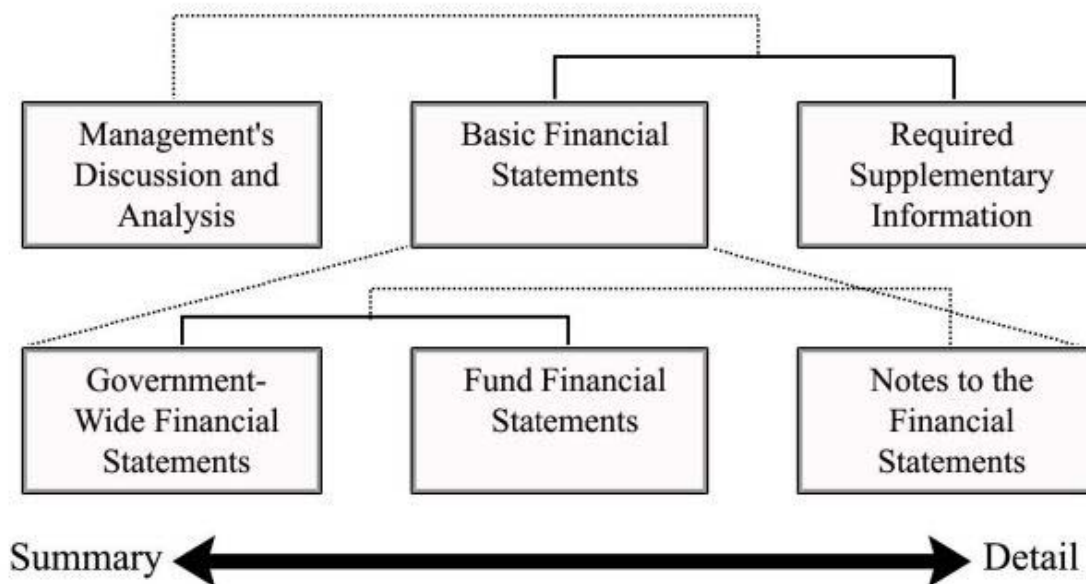 Management's
Discussion and
Analysis
Basic Financial
Statements
Required
Supplementary
Information
Government-
Wide Financial
Statements
Fund Financial
Statements
Notes to the
Financial
Statements
Summary
Detail